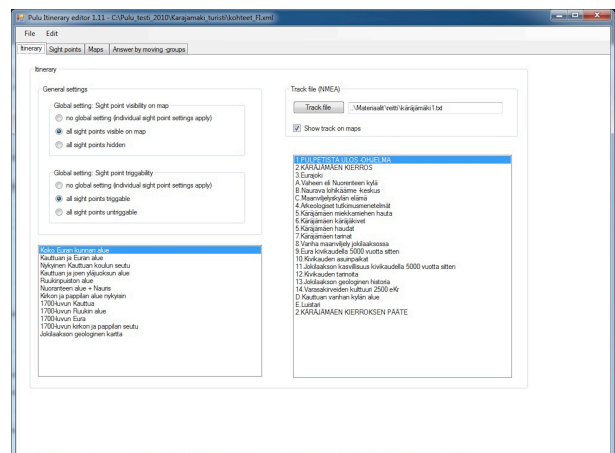 Pulu Itinerary editor 1.11 - C:\Pulu_testi_2010\Karajamaki_turisti\kohteet_FI.xml
File Edit
Itinerary Sight points Maps Answer by moving -groups
Itinerary
General settings
Global setting: Sight point visibility on map
no global setting (individual sight point settings apply)
all sight points visible on map
all sight points hidden
Global setting: Sight point triggability
no global setting (individual sight point settings apply)
all sight points triggable
all sight points untriggable
Koko Euran kunnan alue
Kauttuan ja Euran alue
Nykyinen Kauttuan koulun seutu
Kauttuan ja joen yläjuoksun alue
Ruukinpuiston alue
Nuoranteen alue + Nauris
Kirkon ja pappilan alue nykyisin
1700-luvun Kauttua
1700-luvun Ruukin alue
1700-luvun Eura
1700-luvun kirkon ja pappilan seutu
Jokilaakson geologinen kartta
Track file (NMEA)
Track file ..\Materiaalit\reitti\käräjämäki1.txt
Show track on maps
1.PULPETISTA ULOS -OHJELMA
2.KÄRÄJÄMÄEN KIERROS
3.Eurajoki
A.Vaheen eli Nuorenteen kylä
B.Naurava lohikäärme -keskus
C.Maanviljelyskylän elämä
4.Arkeologiset tutkimusmenetelmät
5.Käräjämäen miekkamiehen hauta
6.Käräjämäen käräjäkivet
5.Käräjämäen haudat
7.Käräjämäen tarinat
8.Vanha maanviljely jokilaaksossa
9.Eura kivikaudella 5000 vuotta sitten
10.Kivikauden asuinpaikat
11.Jokilaakson kasvillisuus kivikaudella 5000 vuotta sitten
12.Kivikauden tarinoita
13.Jokilaakson geologinen historia
14.Vasarakirveiden kulttuuri 2500 eKr
D.Kauttuan vanhan kylän alue
E.Luistari
2.KÄRÄJÄMÄEN KIERROKSEN PÄÄTE